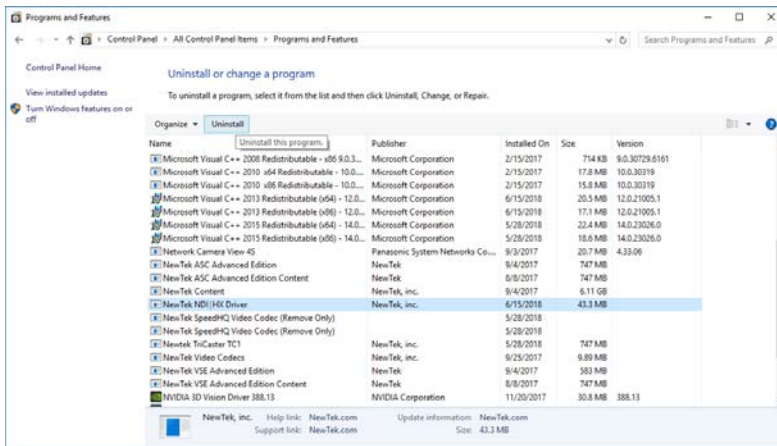 Programs and Features
Control Panel > All Control Panel Items > Programs and Features
Search Programs and Features
Control Panel Home
View installed updates
Turn Windows features on or off
Uninstall or change a program
To uninstall a program, select it from the list and then click Uninstall, Change, or Repair.
Organize Uninstall
Uninstall this program.
Name Publisher Installed On Size Version
Microsoft Visual C++ 2008 Redistributable - x86 9.0.3... Microsoft Corporation 2/15/2017 714 KB 9.0.30729.6161
Microsoft Visual C++ 2010 x64 Redistributable - 10.0.... Microsoft Corporation 2/15/2017 17.8 MB 10.0.30319
Microsoft Visual C++ 2010 x86 Redistributable - 10.0.... Microsoft Corporation 2/15/2017 15.8 MB 10.0.30319
Microsoft Visual C++ 2013 Redistributable (x64) - 12.0... Microsoft Corporation 6/15/2018 20.5 MB 12.0.21005.1
Microsoft Visual C++ 2013 Redistributable (x86) - 12.0... Microsoft Corporation 6/15/2018 17.1 MB 12.0.21005.1
Microsoft Visual C++ 2015 Redistributable (x64) - 14.0... Microsoft Corporation 5/28/2018 22.4 MB 14.0.23026.0
Microsoft Visual C++ 2015 Redistributable (x86) - 14.0... Microsoft Corporation 5/28/2018 18.6 MB 14.0.23026.0
Network Camera View 4S Panasonic System Networks Co.,... 9/3/2017 20.7 MB 4.33.06
NewTek ASC Advanced Edition NewTek 9/4/2017 747 MB
NewTek ASC Advanced Edition Content NewTek 8/8/2017 747 MB
NewTek Content NewTek, inc. 9/4/2017 6.11 GB
NewTek NDI|HX Driver NewTek, inc. 6/15/2018 43.3 MB
NewTek SpeedHQ Video Codec (Remove Only) 5/28/2018
NewTek SpeedHQ Video Codec (Remove Only) 5/28/2018
Newtek TriCaster TC1 NewTek, inc. 5/28/2018 747 MB
NewTek Video Codecs NewTek, inc. 9/25/2017 9.89 MB
NewTek VSE Advanced Edition NewTek 9/4/2017 583 MB
NewTek VSE Advanced Edition Content NewTek 8/8/2017 747 MB
NVIDIA 3D Vision Driver 388.13 NVIDIA Corporation 11/20/2017 30.8 MB 388.13
NewTek, inc. Help link: NewTek.com Update information: NewTek.com
Support link: NewTek.com Size: 43.3 MB